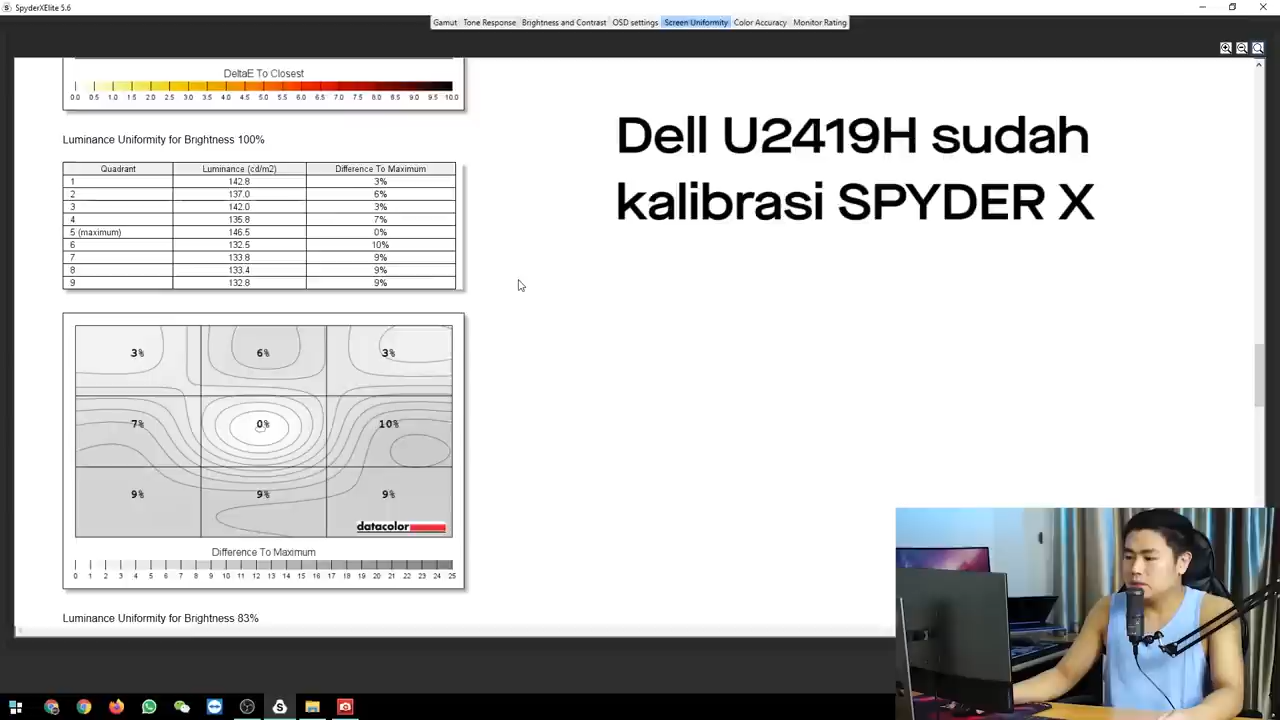 SpyderXElite 5.6
Gamut Tone Response Brightness and Contrast OSD settings Screen Uniformity Color Accuracy Monitor Rating
DeltaE To Closest
0.0 0.5 1.0 1.5 2.0 2.5 3.0 3.5 4.0 4.5 5.0 5.5 6.0 6.5 7.0 7.5 8.0 8.5 9.0 9.5 10.0
Dell U2419H sudah
kalibrasi SPYDER X
Luminance Uniformity for Brightness 100%
Quadrant Luminance (cd/m2) Difference To Maximum
1 142.8 3%
2 137.0 6%
3 142.0 3%
4 135.8 7%
5 (maximum) 146.5 0%
6 132.5 10%
7 133.8 9%
8 133.4 9%
9 132.8 9%
3% 6% 3%
7% 0% 10%
9% 9% 9%
datacolor
Difference To Maximum
0 1 2 3 4 5 6 7 8 9 10 11 12 13 14 15 16 17 18 19 20 21 22 23 24 25
Luminance Uniformity for Brightness 83%